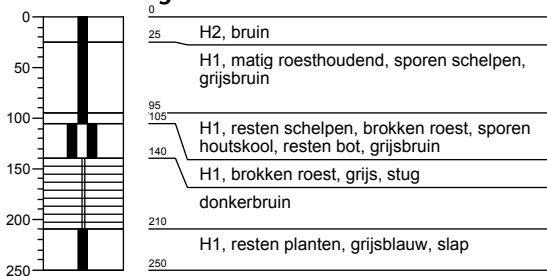 0
0
25
H2, bruin
H1, matig roesthoudend, sporen schelpen,
grijsbruin
50
95
100
105
H1, resten schelpen, brokken roest, sporen
houtskool, resten bot, grijsbruin
140
150
H1, brokken roest, grijs, stug
donkerbruin
200
210
H1, resten planten, grijsblauw, slap
250
250